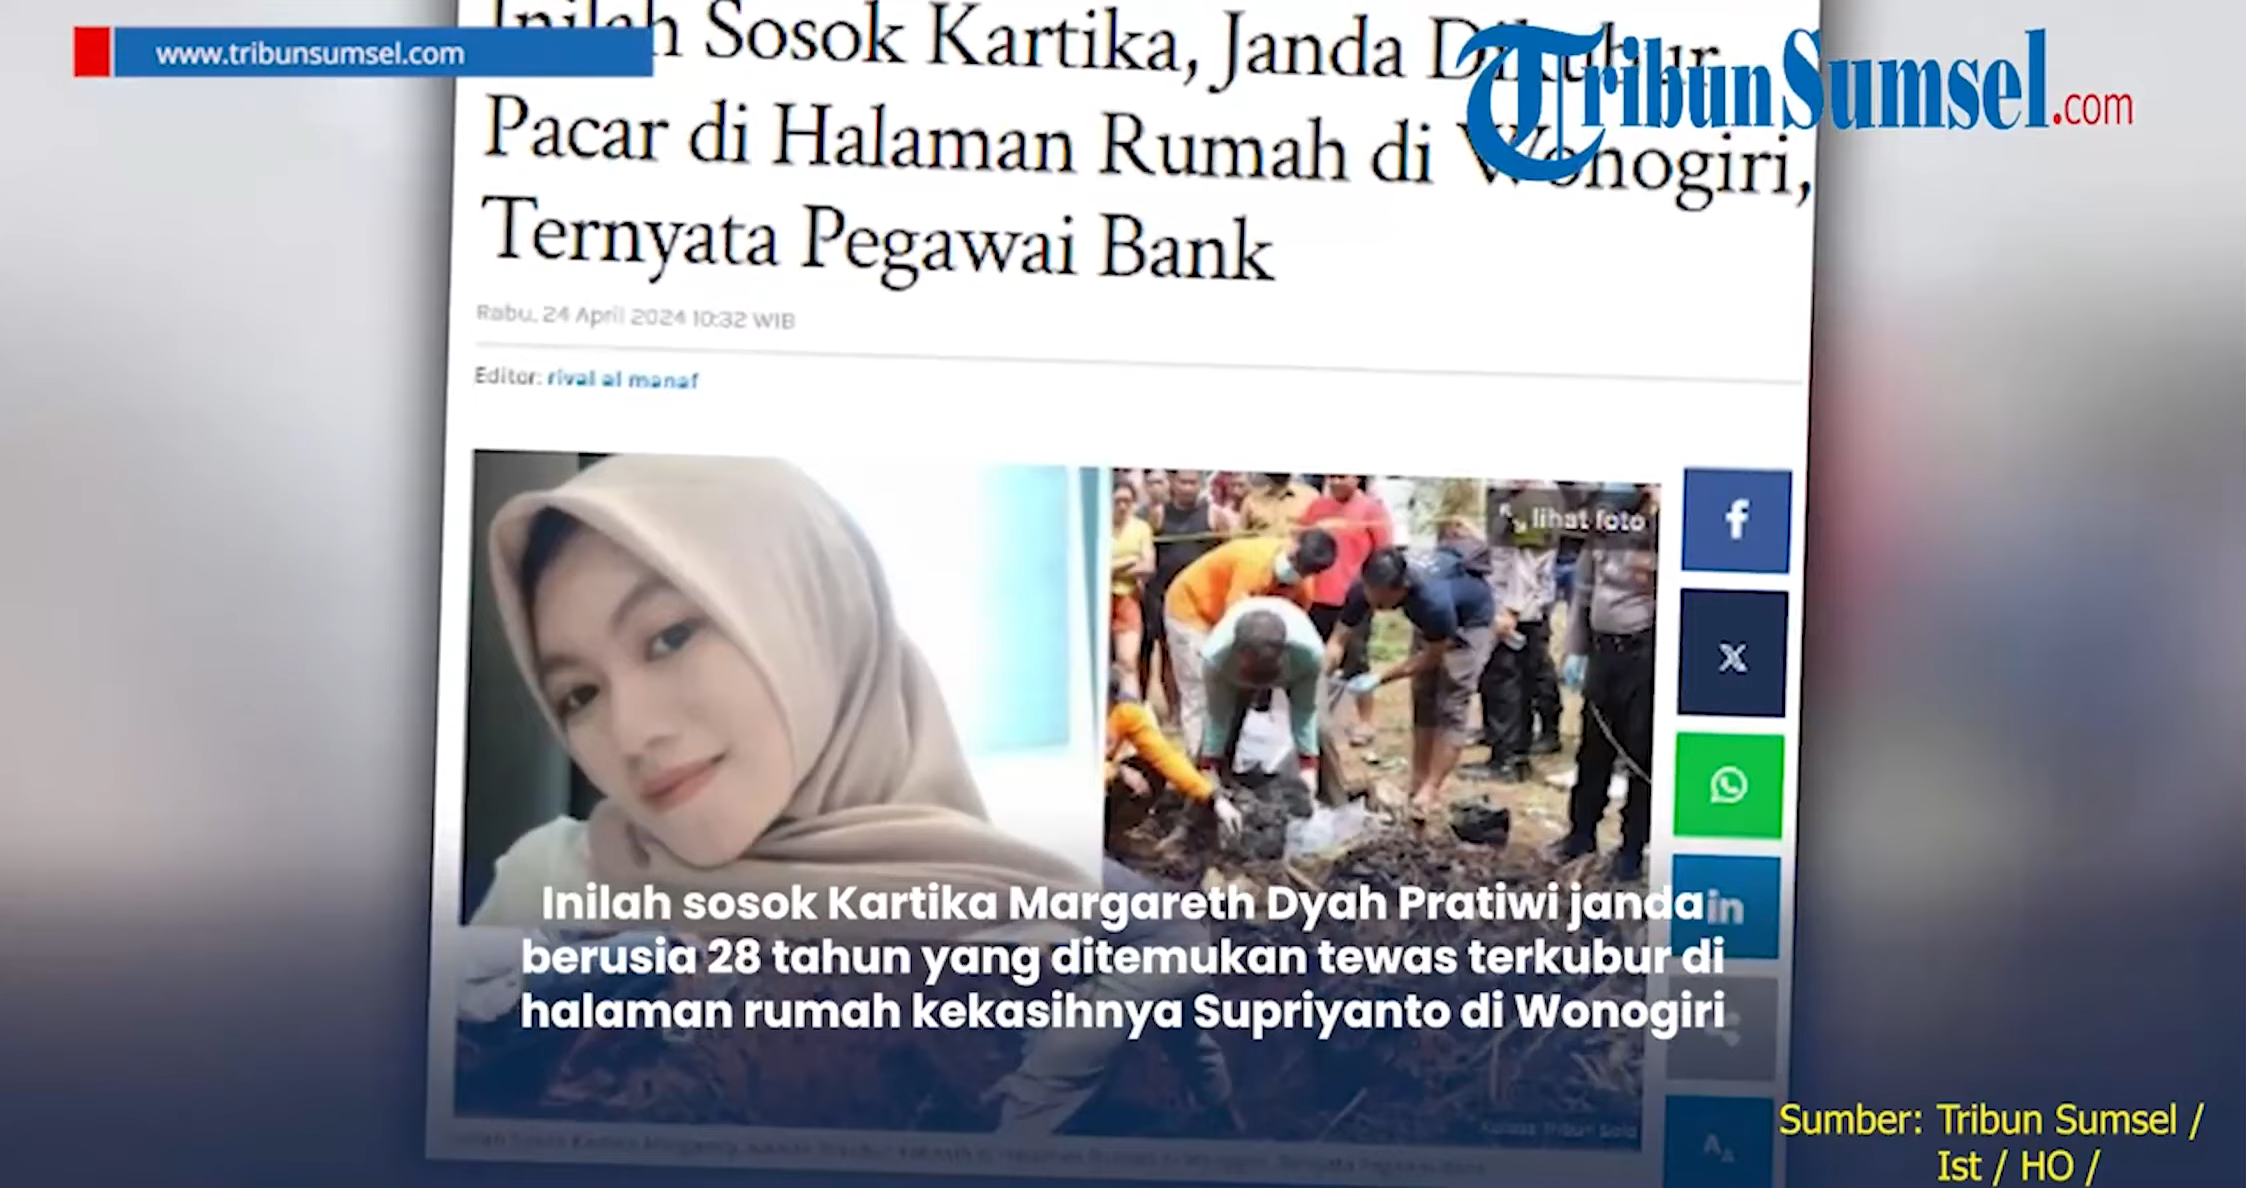 www.tribunsumsel.com
TribunSumsel.com
Inilah Sosok Kartika, Janda Dikubur
Pacar di Halaman Rumah di Wonogiri,
Ternyata Pegawai Bank
Rabu, 24 April 2024 10:32 WIB
Editor: rival al manaf
lihat foto
f
X
in
Inilah sosok Kartika Margareth Dyah Pratiwi janda
berusia 28 tahun yang ditemukan tewas terkubur di
halaman rumah kekasihnya Supriyanto di Wonogiri
AA
Sumber: Tribun Sumsel /
Ist / HO /